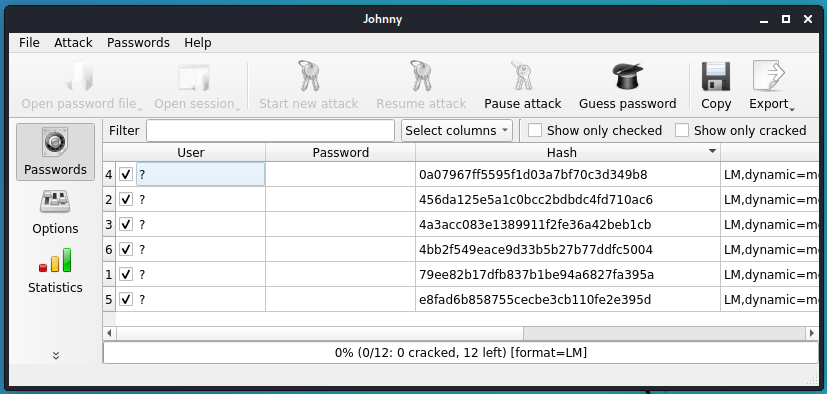 Johnny
File Attack Passwords Help
Open password file Open session Start new attack Resume attack Pause attack Guess password Copy Export
Passwords
Options
Statistics
Filter Select columns Show only checked Show only cracked
User Password Hash
4 ? 0a07967ff5595f1d03a7bf70c3d349b8 LM,dynamic=m
2 ? 456da125e5a1c0bcc2bdbdc4fd710ac6 LM,dynamic=m
3 ? 4a3acc083e1389911f2fe36a42beb1cb LM,dynamic=m
6 ? 4bb2f549eace9d33b5b27b77ddfc5004 LM,dynamic=m
1 ? 79ee82b17dfb837b1be94a6827fa395a LM,dynamic=m
5 ? e8fad6b858755cecbe3cb110fe2e395d LM,dynamic=m
0% (0/12: 0 cracked, 12 left) [format=LM]